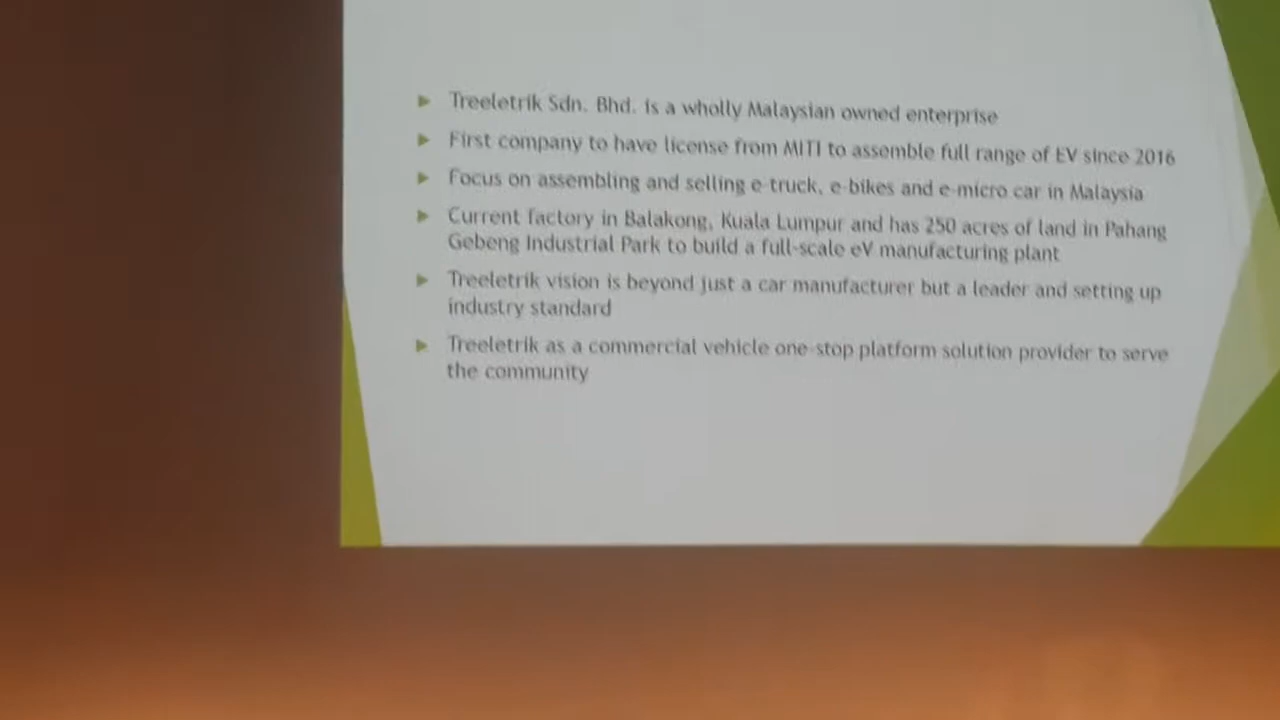 Treeletrik Sdn. Bhd. is a wholly Malaysian owned enterprise
First company to have license from MITI to assemble full range of EV since 2016
Focus on assembling and selling e-truck, e-bikes and e-micro car in Malaysia
Current factory in Balakong, Kuala Lumpur and has 250 acres of land in Pahang
Gebeng Industrial Park to build a full-scale eV manufacturing plant
Treeletrik vision is beyond just a car manufacturer but a leader and setting up
industry standard
Treeletrik as a commercial vehicle one-stop platform solution provider to serve
the community